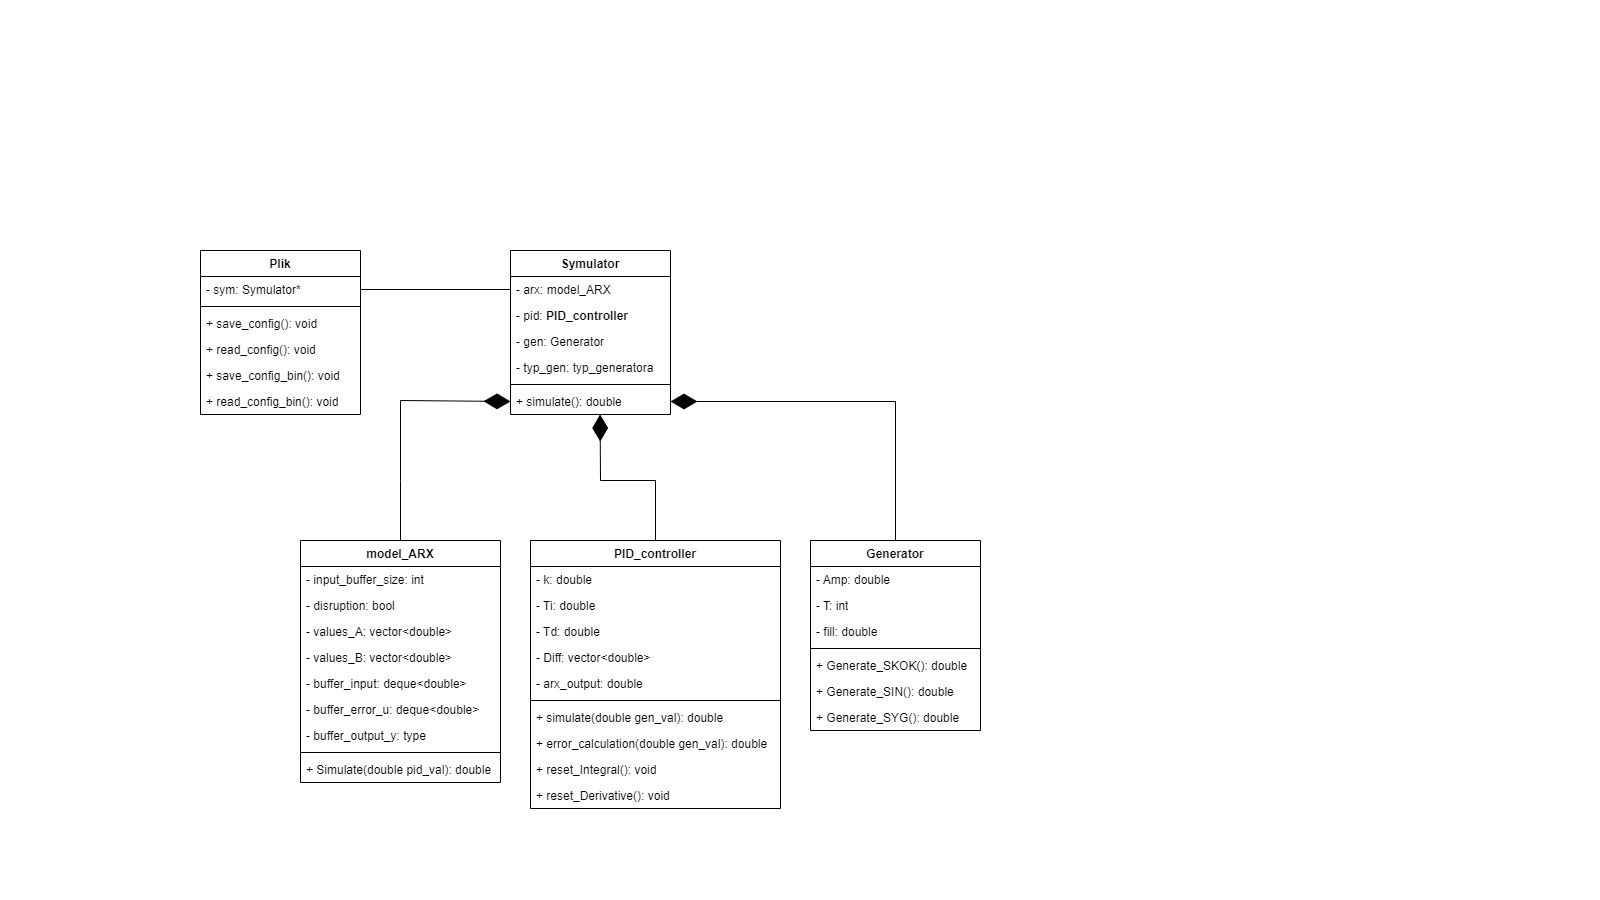 Plik
- sym: Symulator*
+ save_config(): void
+ read_config(): void
+ save_config_bin(): void
+ read_config_bin(): void
Symulator
- arx: model_ARX
- pid: PID_controller
- gen: Generator
- typ_gen: typ_generatora
+ simulate(): double
model_ARX
- input_buffer_size: int
- disruption: bool
- values_A: vector<double>
- values_B: vector<double>
- buffer_input: deque<double>
- buffer_error_u: deque<double>
- buffer_output_y: type
+ Simulate(double pid_val): double
PID_controller
- k: double
- Ti: double
- Td: double
- Diff: vector<double>
- arx_output: double
+ simulate(double gen_val): double
+ error_calculation(double gen_val): double
+ reset_Integral(): void
+ reset_Derivative(): void
Generator
- Amp: double
- T: int
- fill: double
+ Generate_SKOK(): double
+ Generate_SIN(): double
+ Generate_SYG(): double